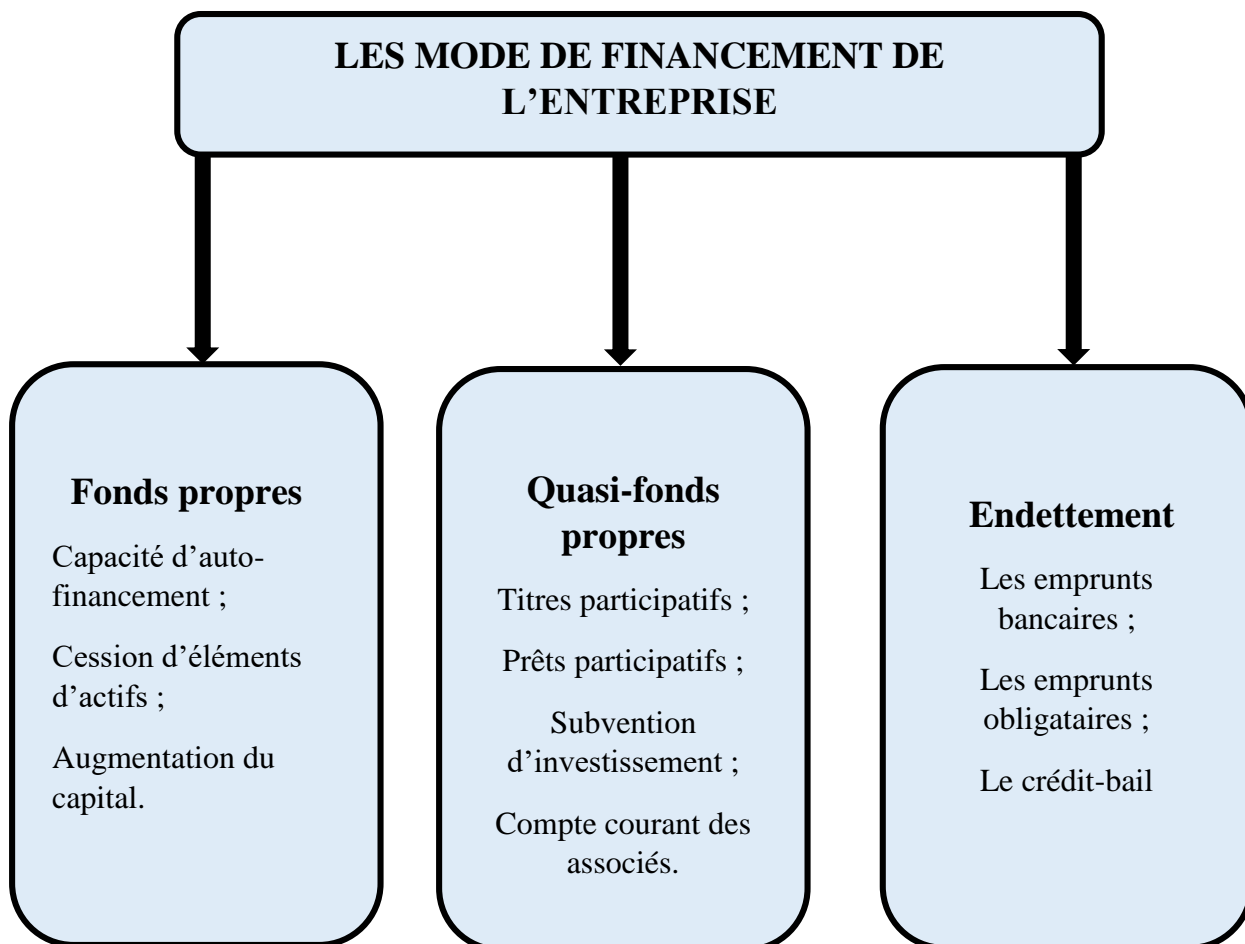 LES MODE DE FINANCEMENT DE
L’ENTREPRISE
Fonds propres
Capacité d’auto-
financement ;
Cession d’éléments
d’actifs ;
Augmentation du
capital.
Quasi-fonds
propres
Titres participatifs ;
Prêts participatifs ;
Subvention
d’investissement ;
Compte courant des
associés.
Endettement
Les emprunts
bancaires ;
Les emprunts
obligataires ;
Le crédit-bail